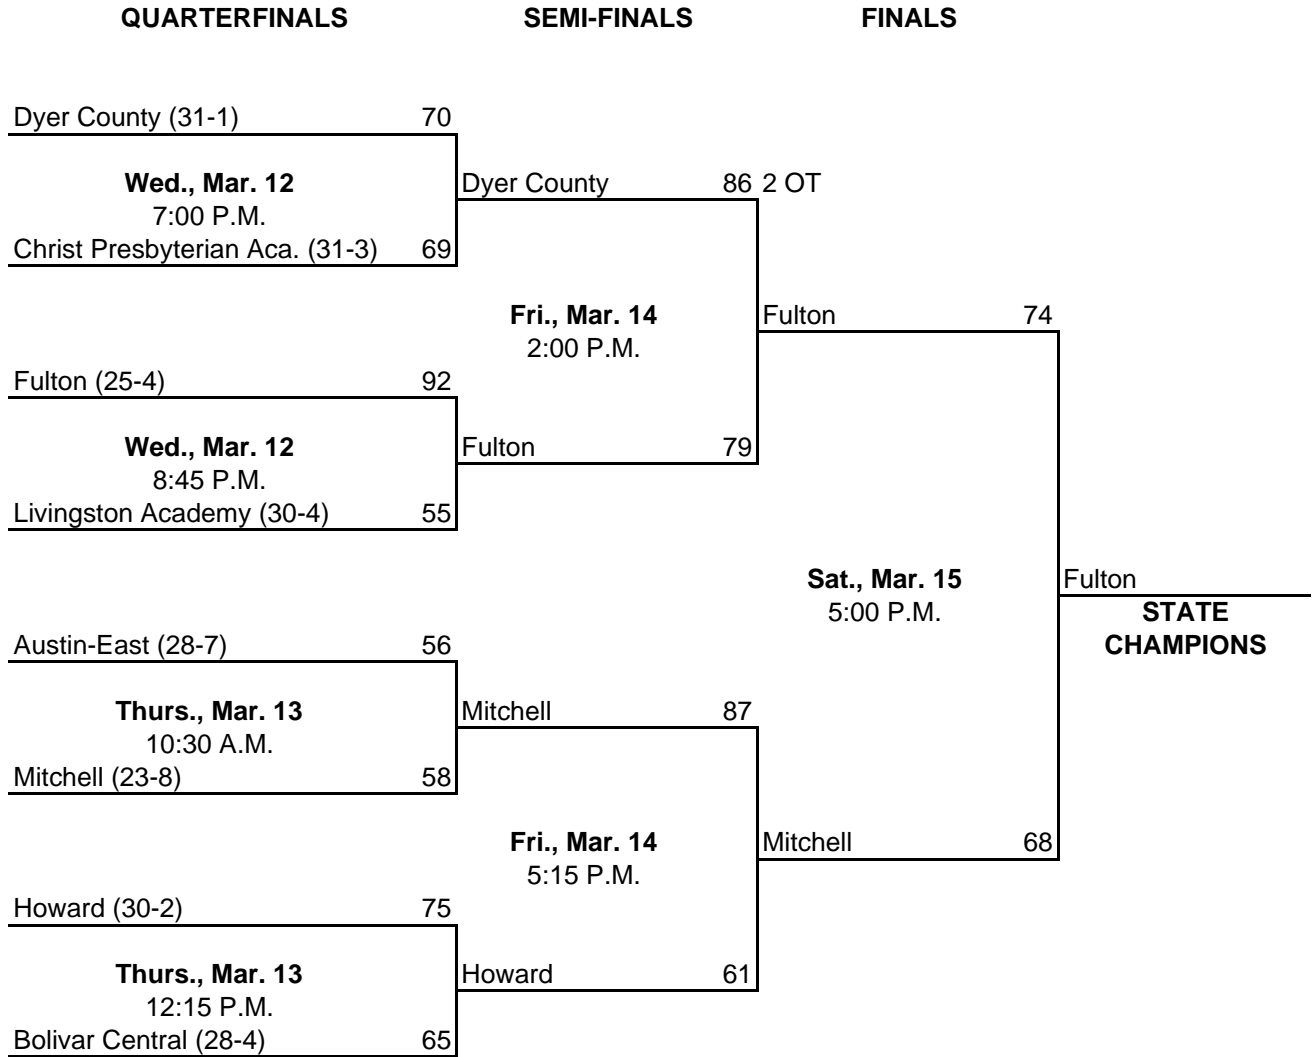 QUARTERFINALS SEMI-FINALS FINALS
Dyer County (31-1) 70
Wed., Mar. 12 Dyer County 86 2 OT
7:00 P.M.
Christ Presbyterian Aca. (31-3) 69
Fri., Mar. 14 Fulton 74
2:00 P.M.
Fulton (25-4) 92
Wed., Mar. 12 Fulton 79
8:45 P.M.
Livingston Academy (30-4) 55
Sat., Mar. 15 Fulton
5:00 P.M. STATE
Austin-East (28-7) 56 CHAMPIONS
Thurs., Mar. 13 Mitchell 87
10:30 A.M.
Mitchell (23-8) 58
Fri., Mar. 14 Mitchell 68
5:15 P.M.
Howard (30-2) 75
Thurs., Mar. 13 Howard 61
12:15 P.M.
Bolivar Central (28-4) 65